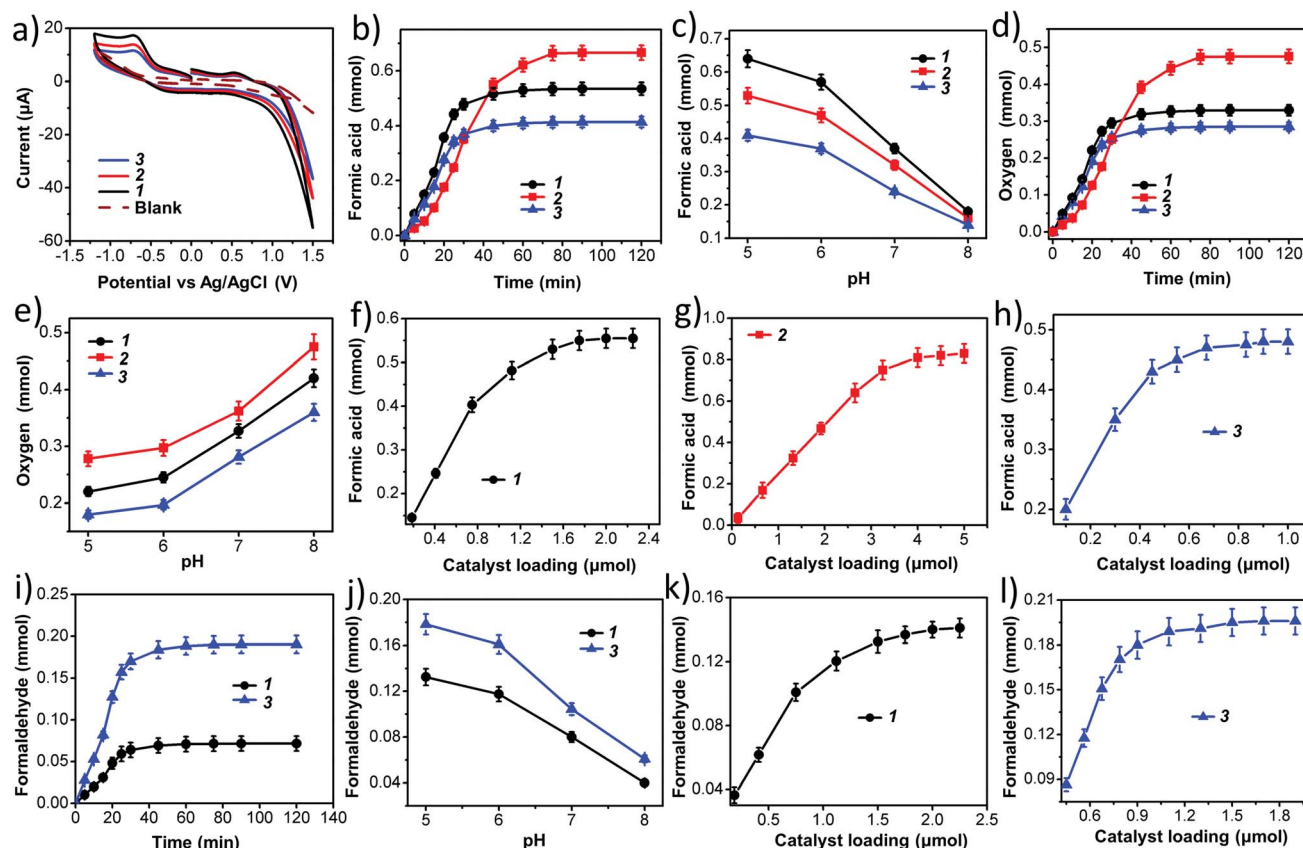 a)
Current (µA)
20
0
-20
-40
-60
3
2
1
Blank
-1.5 -1.0 -0.5 0.0 0.5 1.0 1.5
Potential vs Ag/AgCl (V)
b)
Formic acid (mmol)
0.6
0.4
0.2
0.0
1
2
3
0 20 40 60 80 100 120
Time (min)
c)
Formic acid (mmol)
0.7
0.6
0.5
0.4
0.3
0.2
0.1
1
2
3
5 6 7 8
pH
d)
Oxygen (mmol)
0.5
0.4
0.3
0.2
0.1
0.0
1
2
3
0 20 40 60 80 100 120
Time (min)
e)
Oxygen (mmol)
0.5
0.4
0.3
0.2
1
2
3
5 6 7 8
pH
f)
Formic acid (mmol)
0.6
0.5
0.4
0.3
0.2
1
0.4 0.8 1.2 1.6 2.0 2.4
Catalyst loading (µmol)
g)
Formic acid (mmol)
1.0
0.8
0.6
0.4
0.2
0.0
2
0 1 2 3 4 5
Catalyst loading (µmol)
h)
Formic acid (mmol)
0.5
0.4
0.3
0.2
3
0.2 0.4 0.6 0.8 1.0
Catalyst loading (µmol)
i)
Formaldehyde (mmol)
0.25
0.20
0.15
0.10
0.05
0.00
1
3
0 20 40 60 80 100 120 140
Time (min)
j)
Formaldehyde (mmol)
0.20
0.16
0.12
0.08
0.04
1
3
5 6 7 8
pH
k)
Formaldehyde (mmol)
0.16
0.12
0.08
0.04
1
0.5 1.0 1.5 2.0 2.5
Catalyst loading (µmol)
l)
Formaldehyde (mmol)
0.21
0.18
0.15
0.12
0.09
3
0.6 0.9 1.2 1.5 1.8
Catalyst loading (µmol)